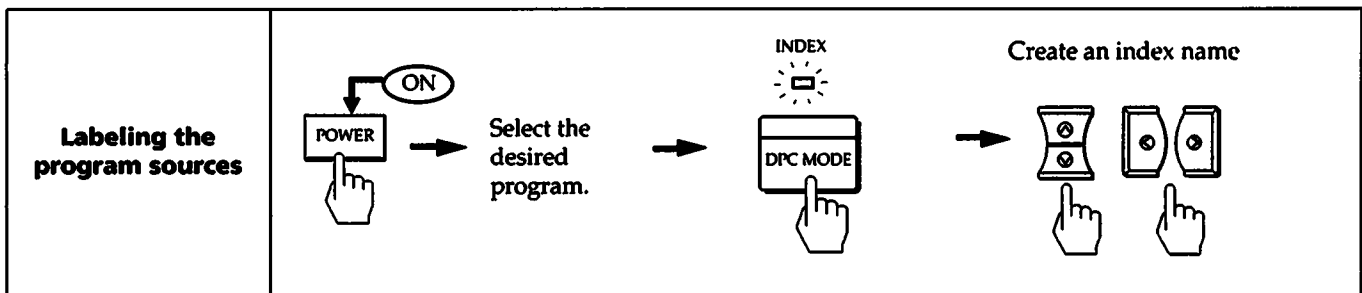 Labeling the
program sources
ON
POWER
Select the
desired
program.
INDEX
DPC MODE
Create an index name